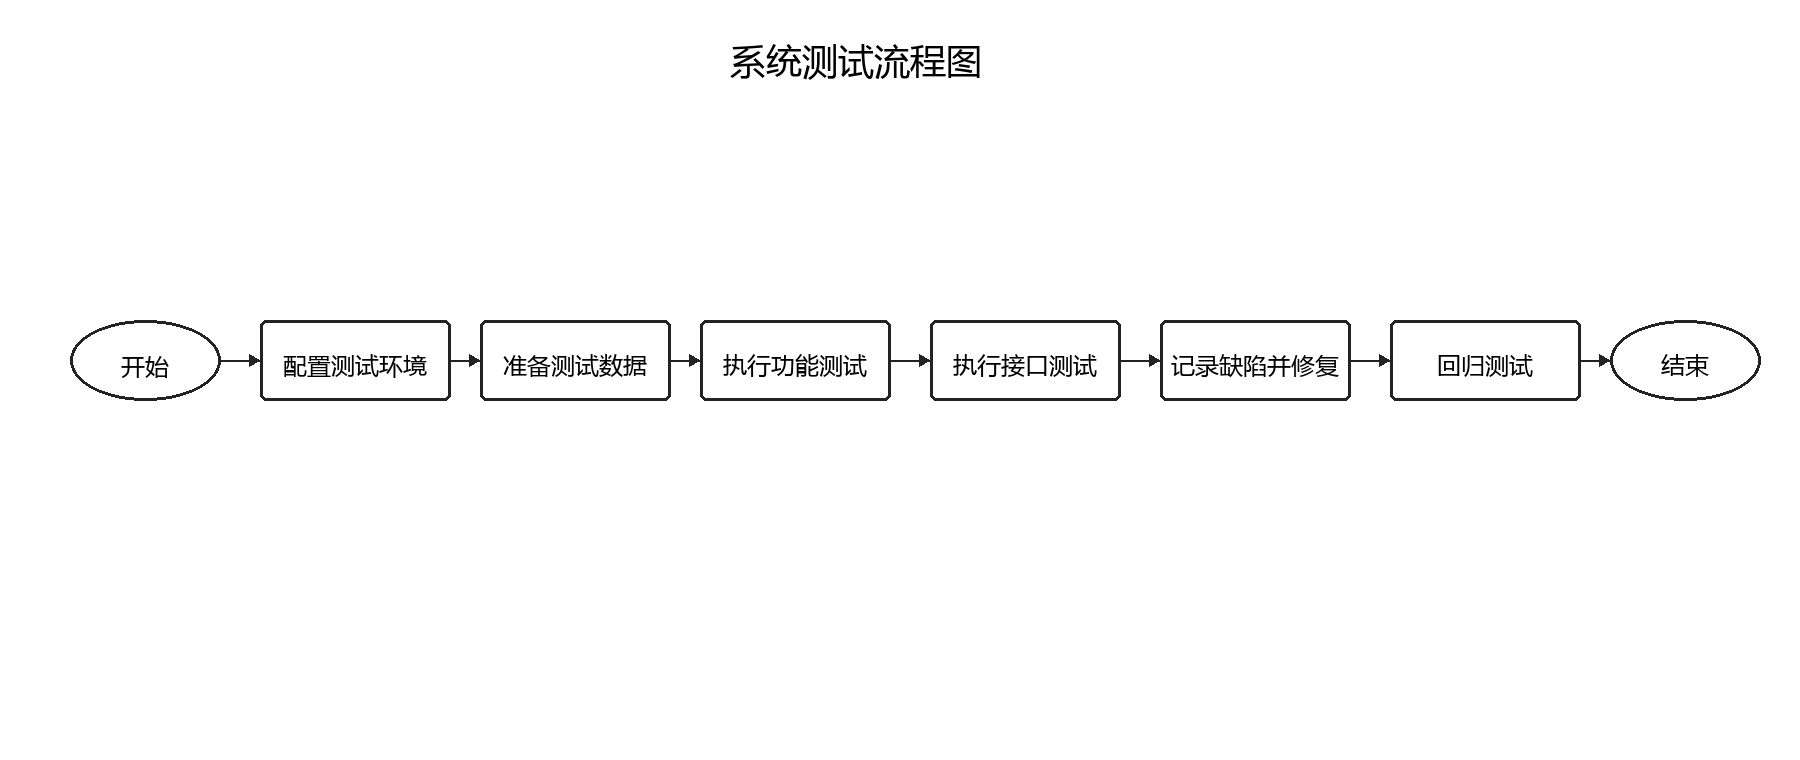 系统测试流程图
开始
配置测试环境
准备测试数据
执行功能测试
执行接口测试
记录缺陷并修复
回归测试
结束